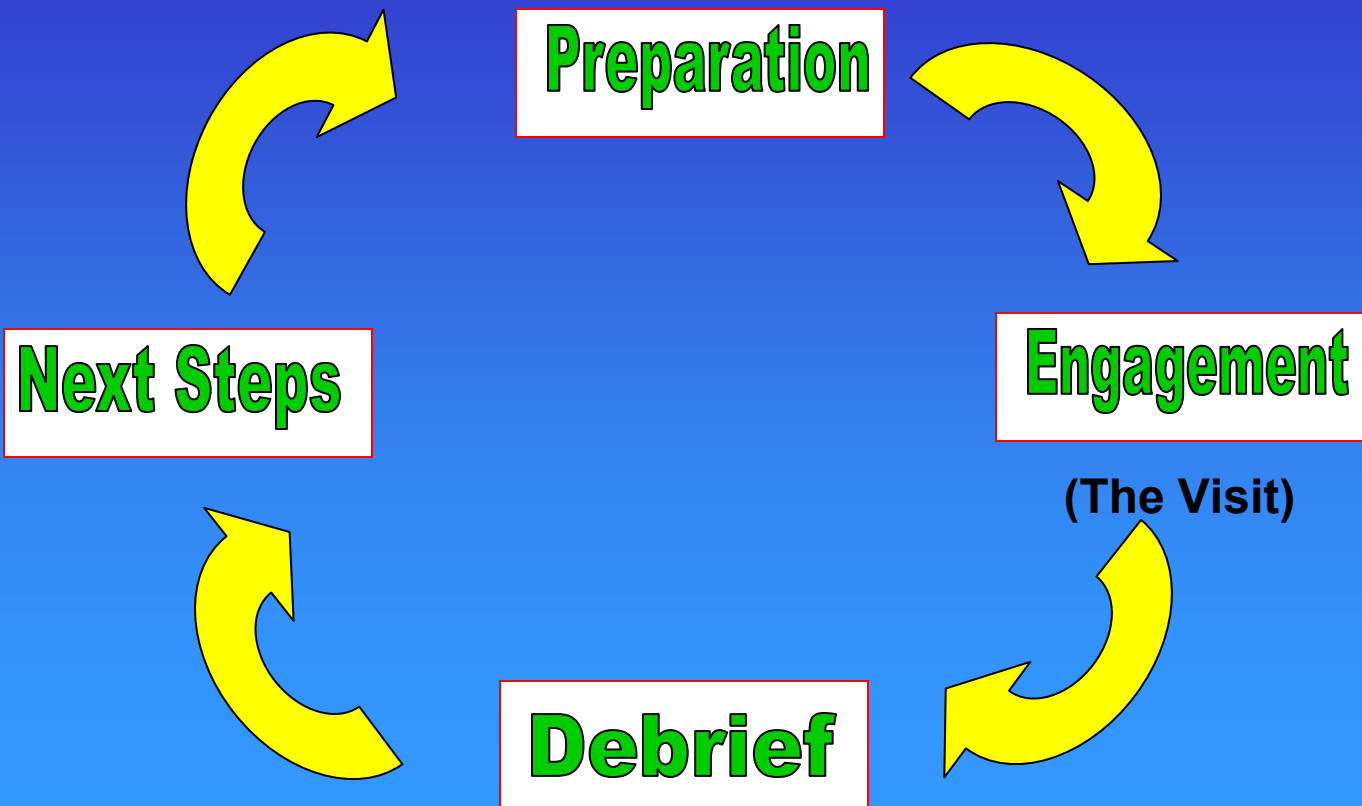 Preparation
Engagement
(The Visit)
Debrief
Next Steps